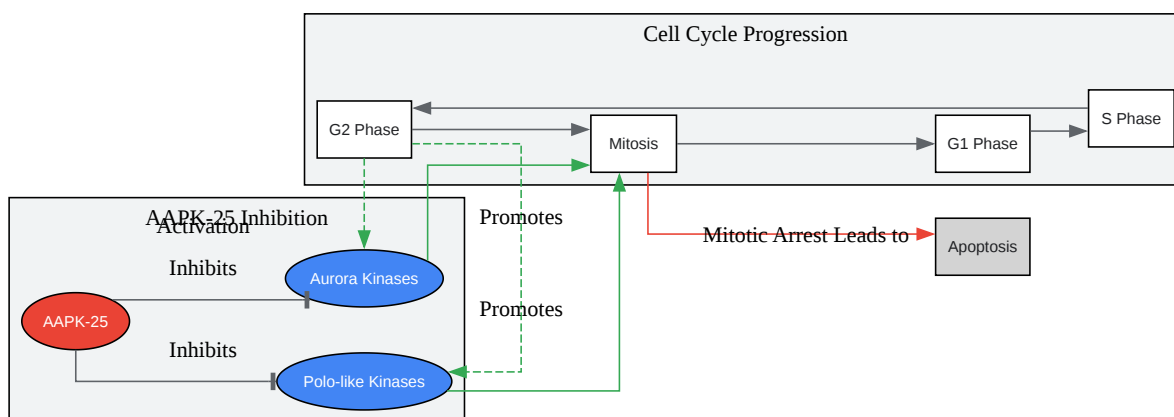 Cell Cycle Progression
G2 Phase
Mitosis
G1 Phase
S Phase
AAPK-25 Inhibition
Activation
Promotes
Mitotic Arrest Leads to
Apoptosis
Inhibits
Aurora Kinases
AAPK-25
Promotes
Inhibits
Polo-like Kinases